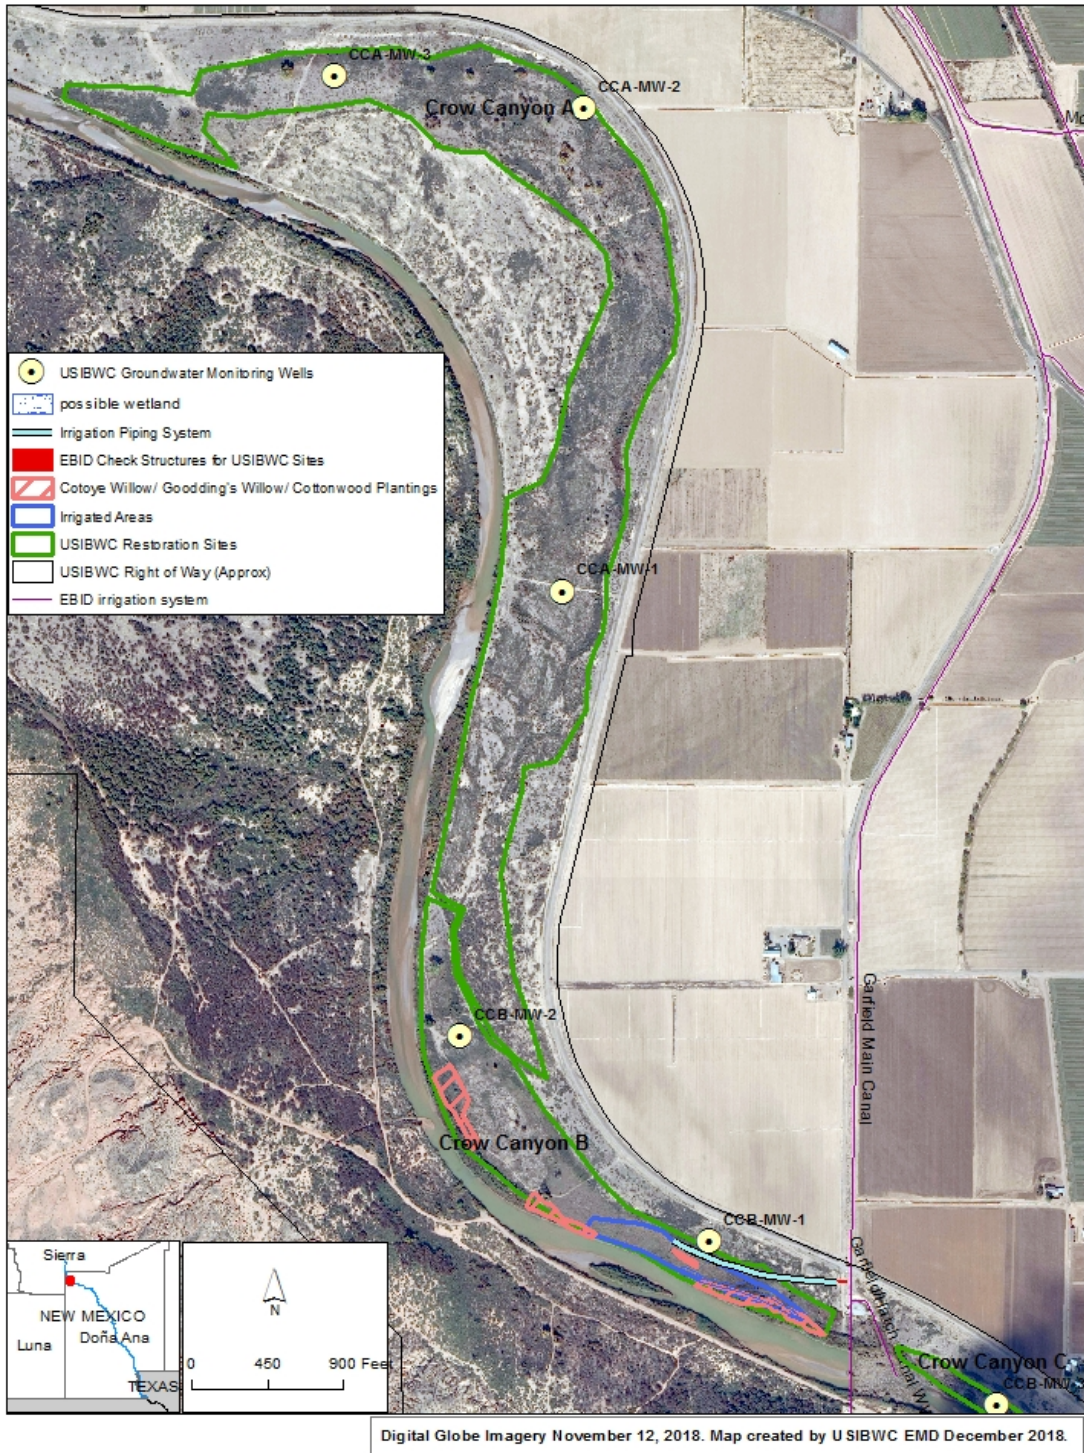 CCA-MW-3
CCA-MW-2
Crow Canyon A
USIBWC Groundwater Monitoring Wells
possible wetland
Irrigation Piping System
EBID Check Structures for USIBWC Sites
Cotoye Willow/ Goodding's Willow/ Cottonwood Plantings
Irrigated Areas
USIBWC Restoration Sites
USIBWC Right of Way (Approx)
EBID irrigation system
CCA-MW-1
CCB-MW-2
Garfield Main Canal
Crow Canyon B
CCB-MW-1
Sierra
NEW MEXICO
Doña Ana
Luna
TEXAS
N
0 450 900 Feet
Crow Canyon C
Digital Globe Imagery November 12, 2018. Map created by USIBWC EMD December 2018.